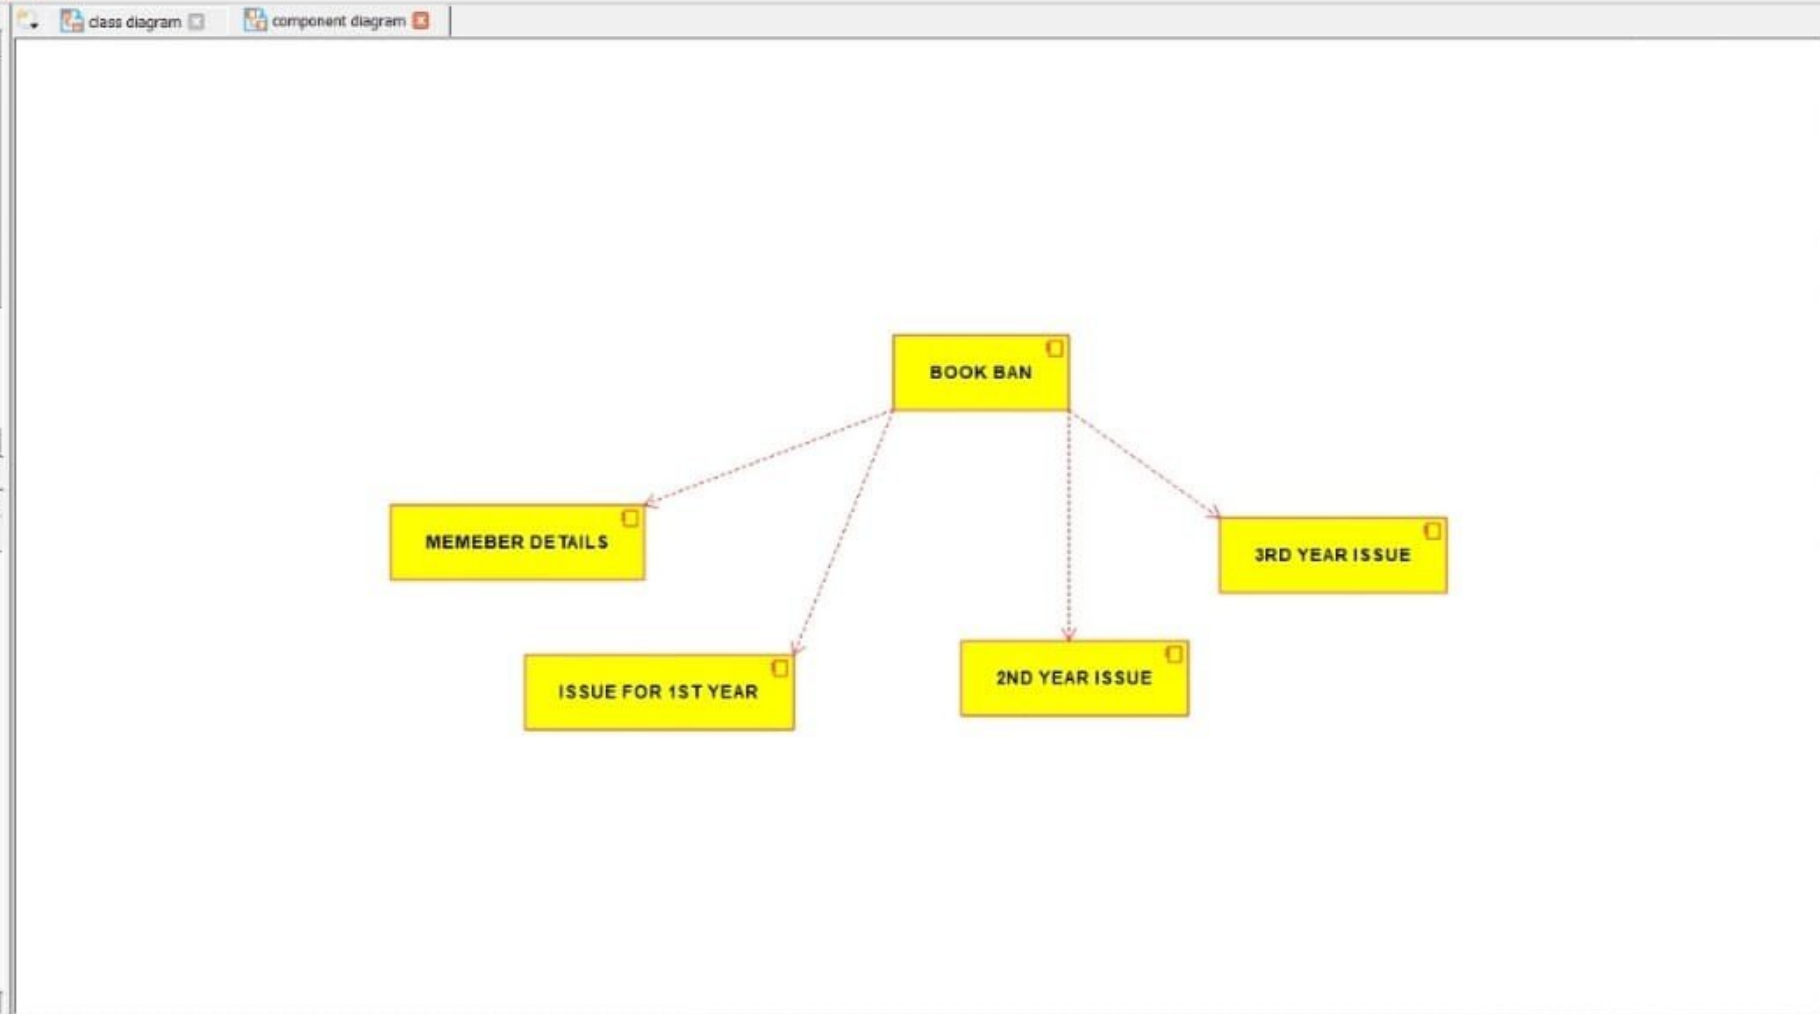 class diagram
component diagram
BOOK BAN
MEMEBER DETAILS
3RD YEAR ISSUE
ISSUE FOR 1ST YEAR
2ND YEAR ISSUE